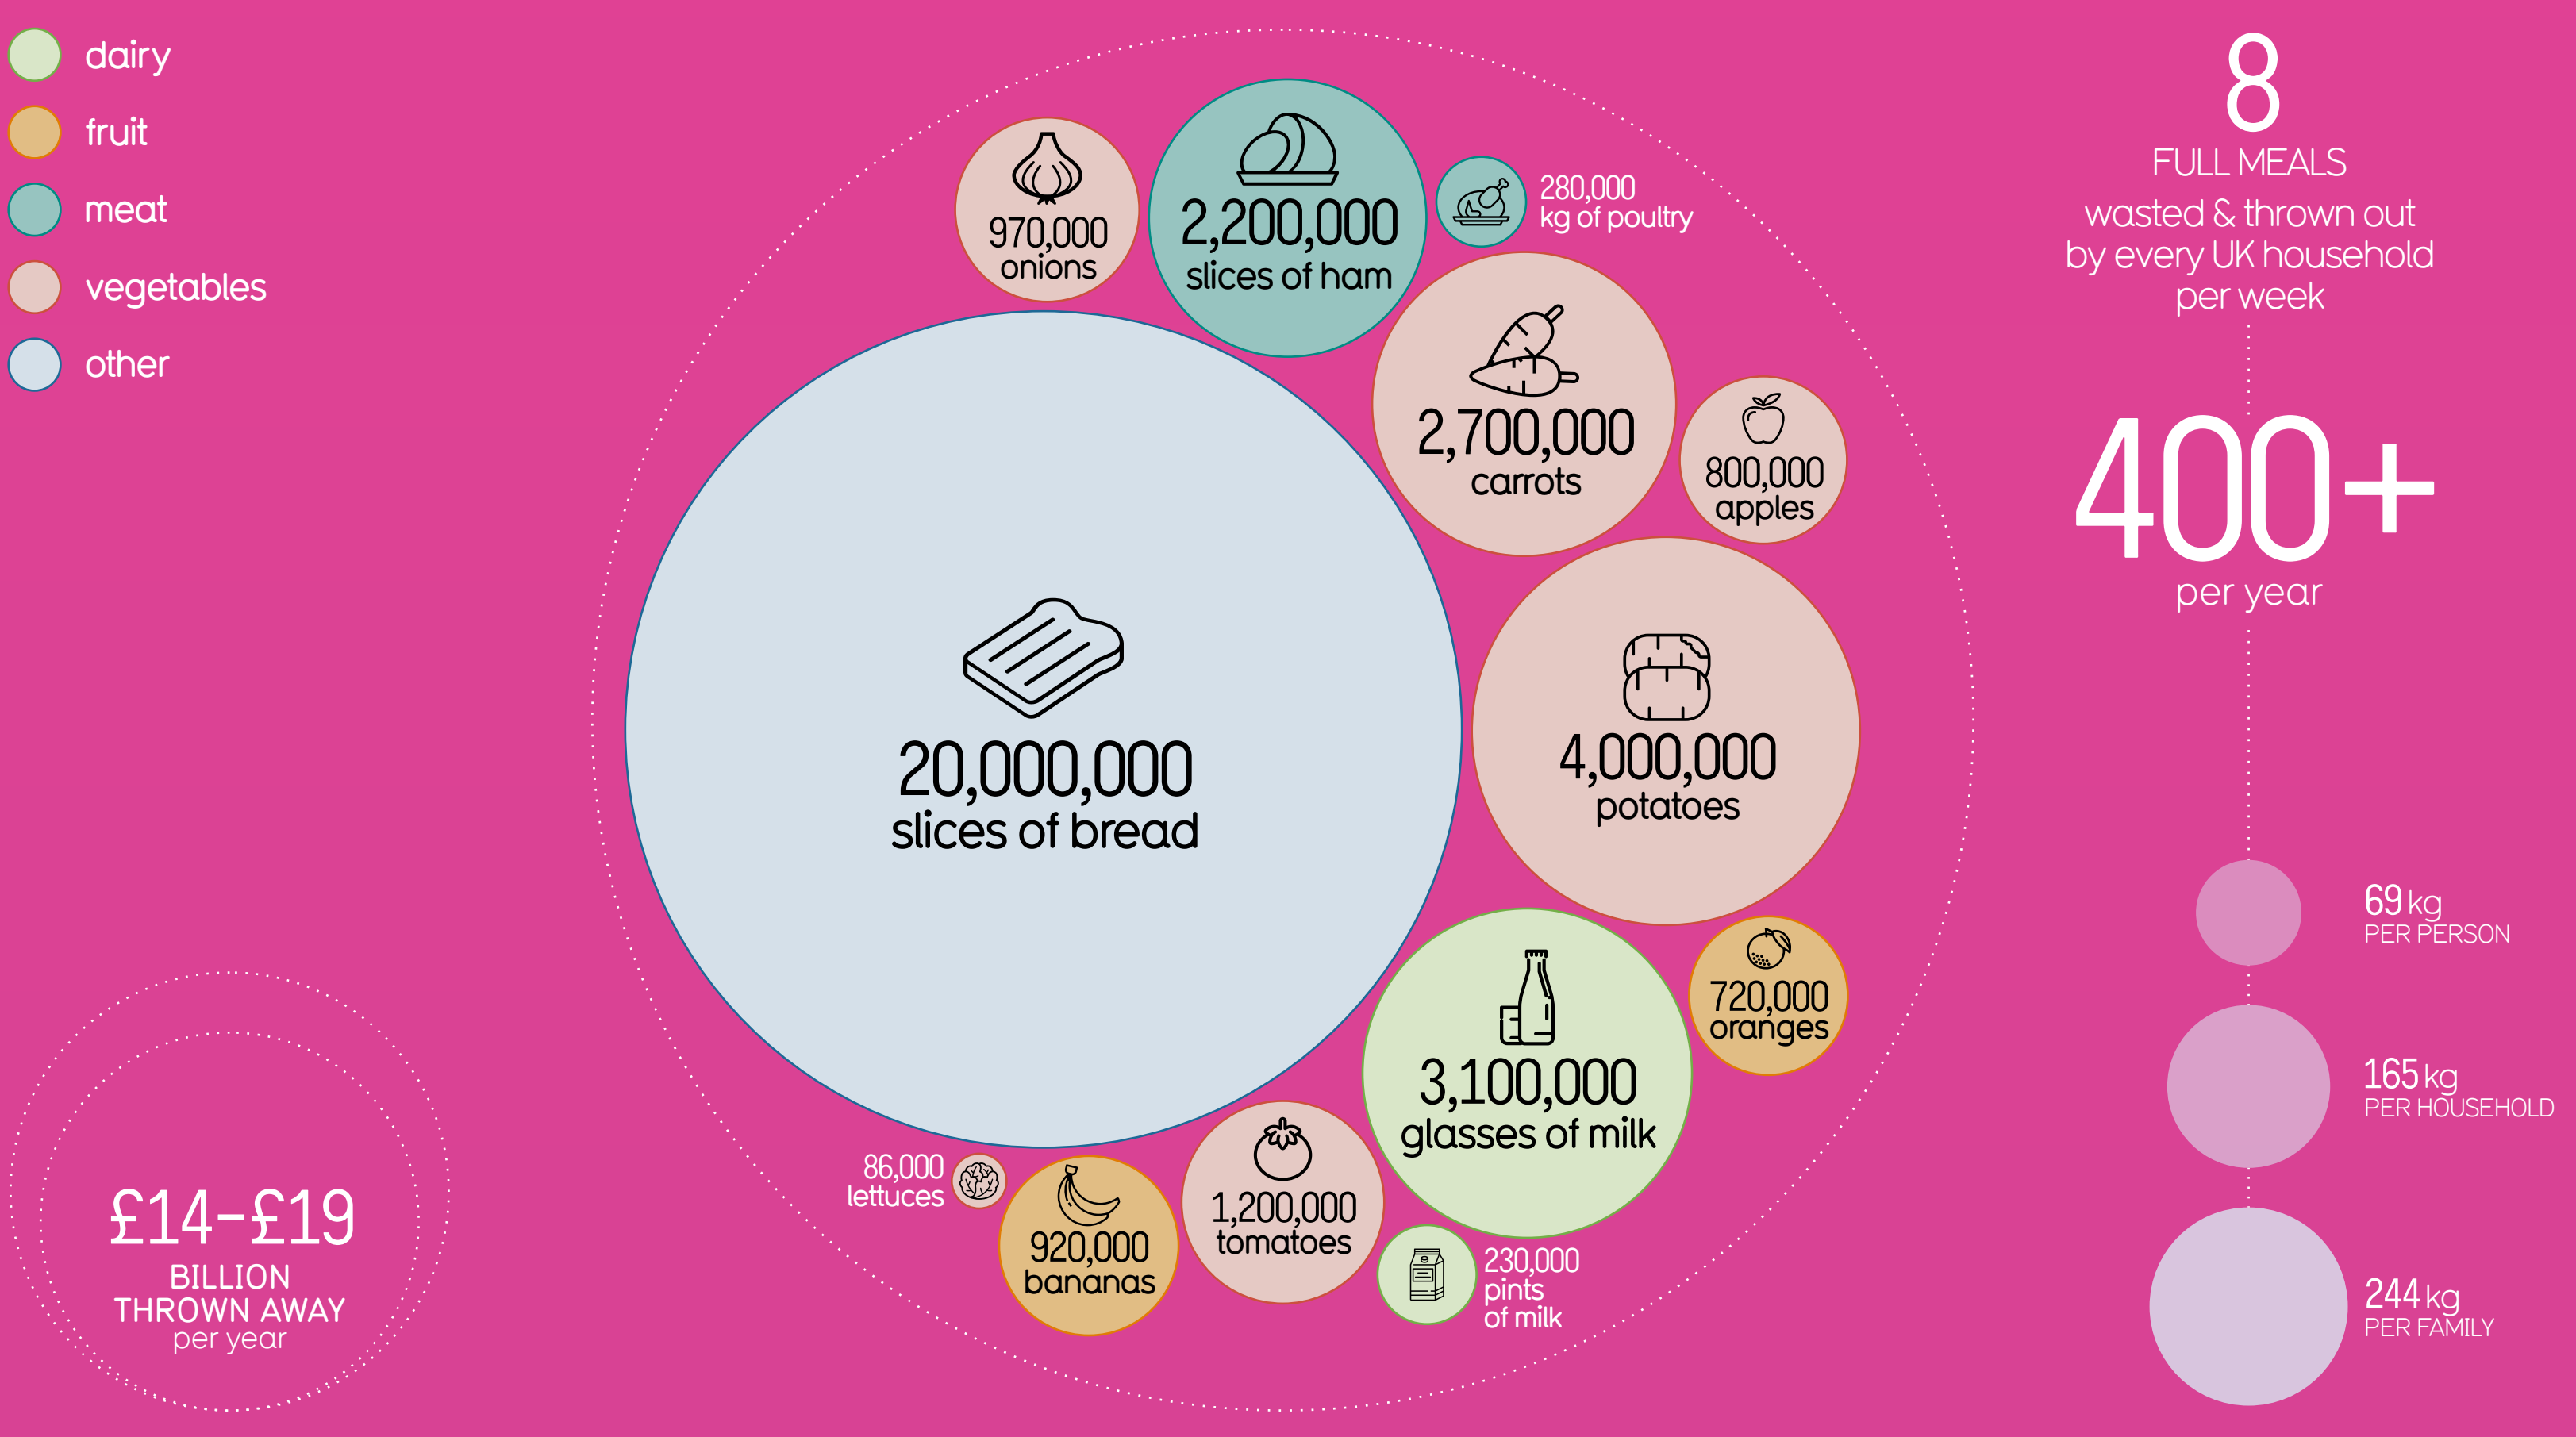 dairy
fruit
meat
vegetables
other
970,000
onions
2,200,000
slices of ham
280,000
kg of poultry
2,700,000
carrots
800,000
apples
20,000,000
slices of bread
4,000,000
potatoes
720,000
oranges
3,100,000
glasses of milk
86,000
lettuces
920,000
bananas
1,200,000
tomatoes
230,000
pints
of milk
£14–£19
BILLION
THROWN AWAY
per year
8
FULL MEALS
wasted & thrown out
by every UK household
per week
400+
per year
69 kg
PER PERSON
165 kg
PER HOUSEHOLD
244 kg
PER FAMILY